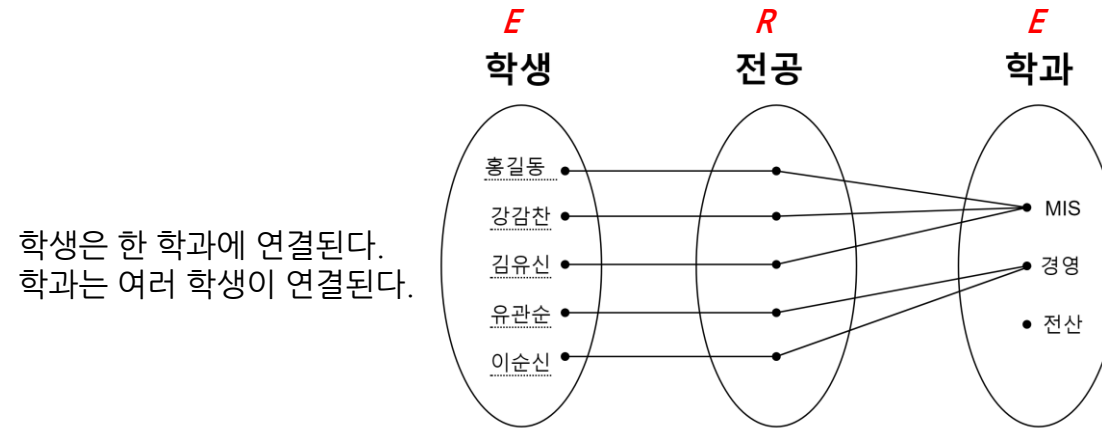 E R E
학생 전공 학과
홍길동
강감찬
김유신
유관순
이순신
MIS
경영
전산
학생은 한 학과에 연결된다.
학과는 여러 학생이 연결된다.